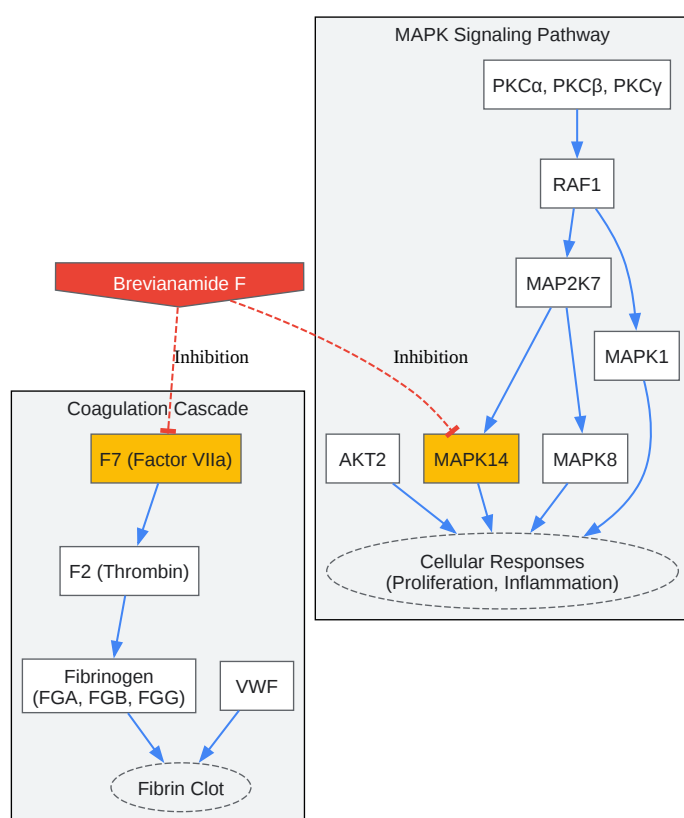 MAPK Signaling Pathway
PKCα, PKCβ, PKCγ
RAF1
MAP2K7
MAPK1
Brevianamide F
Inhibition
Inhibition
Coagulation Cascade
F7 (Factor VIIa)
AKT2
MAPK14
MAPK8
F2 (Thrombin)
Cellular Responses
(Proliferation, Inflammation)
Fibrinogen
(FGA, FGB, FGG)
VWF
Fibrin Clot